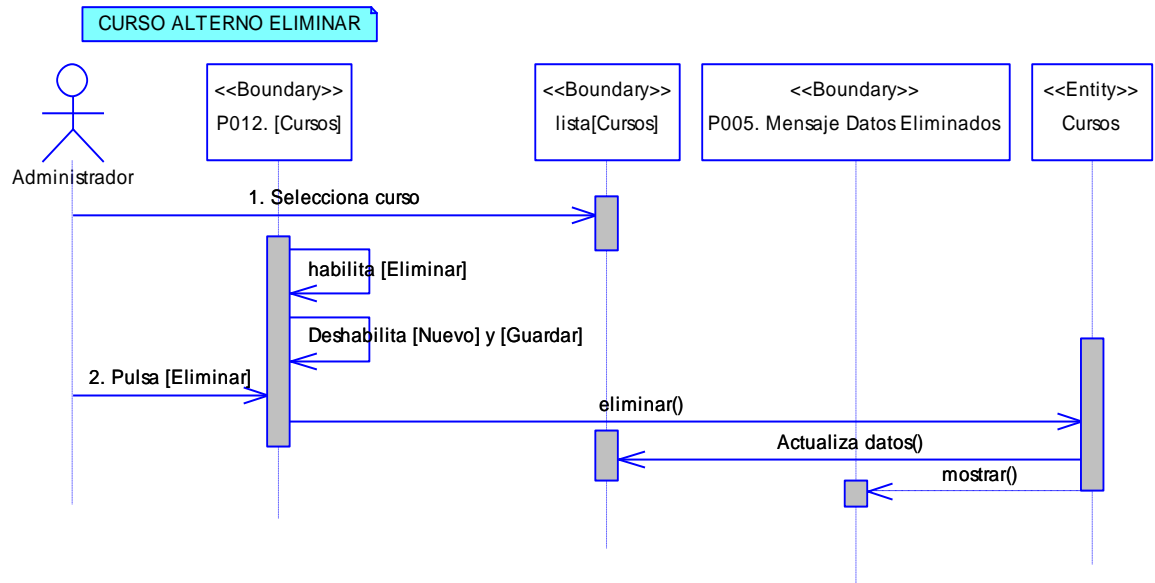 CURSO ALTERNO ELIMINAR
<<Boundary>>
P012. [Cursos]
<<Boundary>>
lista[Cursos]
<<Boundary>>
P005. Mensaje Datos Eliminados
<<Entity>>
Cursos
Administrador
1. Selecciona curso
habilita [Eliminar]
Deshabilita [Nuevo] y [Guardar]
2. Pulsa [Eliminar]
eliminar()
Actualiza datos()
mostrar()